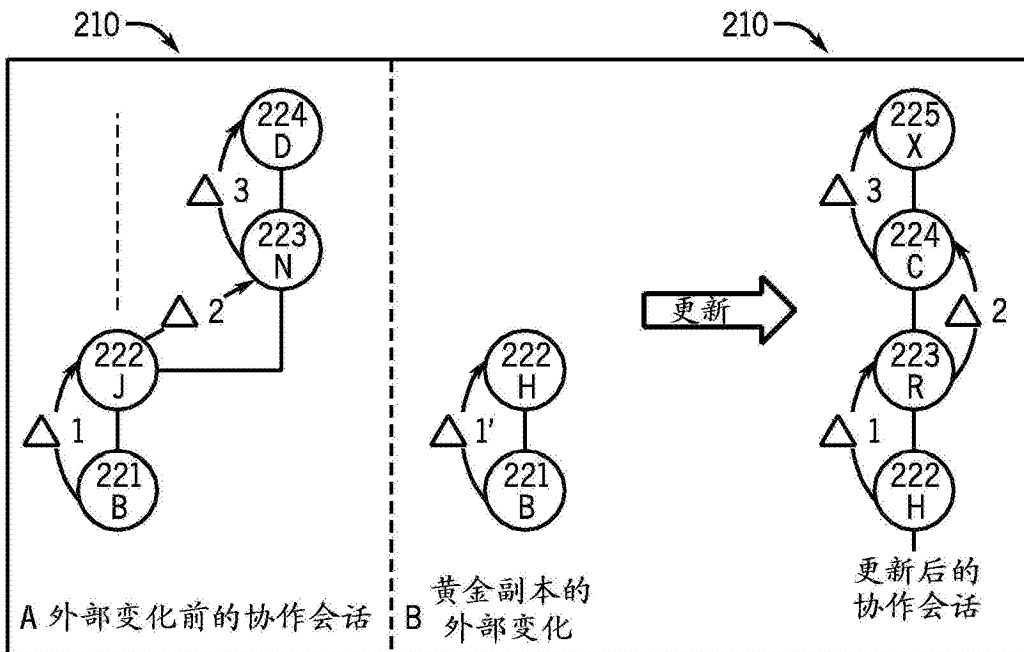 210
210
224
D
△ 3
223
N
△ 2
222
J
△ 1
221
B
A 外部变化前的协作会话
222
H
△ 1'
221
B
B 黄金副本的
外部变化
更新
225
X
△ 3
224
C
△ 2
223
R
△ 1
222
H
更新后的
协作会话